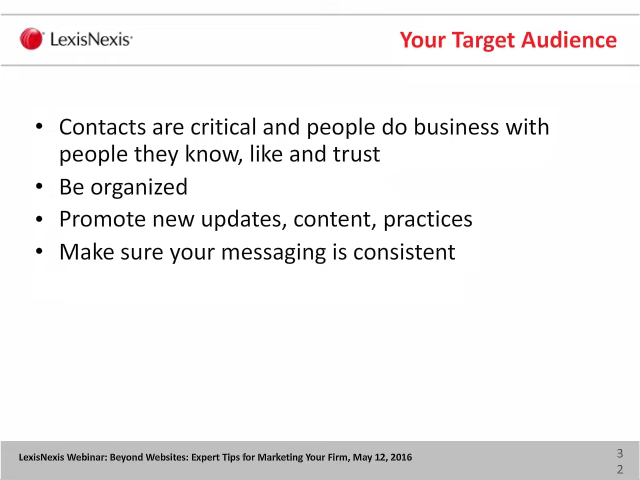 LexisNexis®
Your Target Audience
• Contacts are critical and people do business with
people they know, like and trust
• Be organized
• Promote new updates, content, practices
• Make sure your messaging is consistent
LexisNexis Webinar: Beyond Websites: Expert Tips for Marketing Your Firm, May 12, 2016
3
2